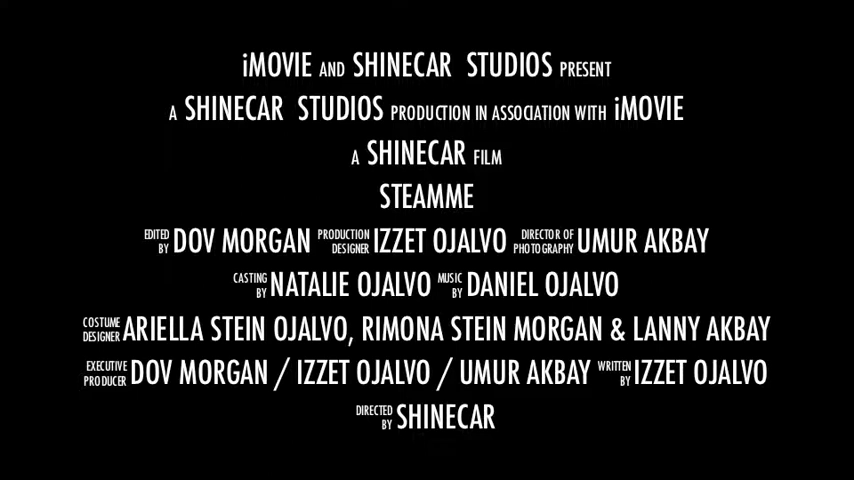 iMOVIE AND SHINECAR STUDIOS PRESENT
A SHINECAR STUDIOS PRODUCTION IN ASSOCIATION WITH iMOVIE
A SHINECAR FILM
STEAMME
EDITED BY DOV MORGAN PRODUCTION DESIGNER IZZET OJALVO DIRECTOR OF PHOTOGRAPHY UMUR AKBAY
CASTING BY NATALIE OJALVO MUSIC BY DANIEL OJALVO
COSTUME DESIGNER ARIELLA STEIN OJALVO, RIMONA STEIN MORGAN & LANNY AKBAY
EXECUTIVE PRODUCER DOV MORGAN / IZZET OJALVO / UMUR AKBAY WRITTEN BY IZZET OJALVO
DIRECTED BY SHINECAR